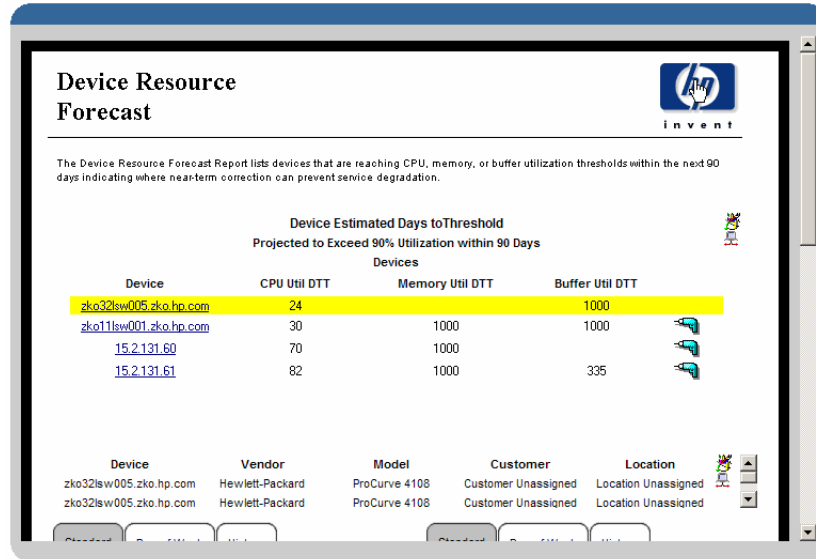 Device Resource
Forecast
hp
invent
The Device Resource Forecast Report lists devices that are reaching CPU, memory, or buffer utilization thresholds within the next 90
days indicating where near-term correction can prevent service degradation.
Device Estimated Days toThreshold
Projected to Exceed 90% Utilization within 90 Days
Devices
Device CPU Util DTT Memory Util DTT Buffer Util DTT
zko32lsw005.zko.hp.com 24 1000
zko11lsw001.zko.hp.com 30 1000 1000
15.2.131.60 70 1000
15.2.131.61 82 1000 335
Device Vendor Model Customer Location
zko32lsw005.zko.hp.com Hewlett-Packard ProCurve 4108 Customer Unassigned Location Unassigned
zko32lsw005.zko.hp.com Hewlett-Packard ProCurve 4108 Customer Unassigned Location Unassigned